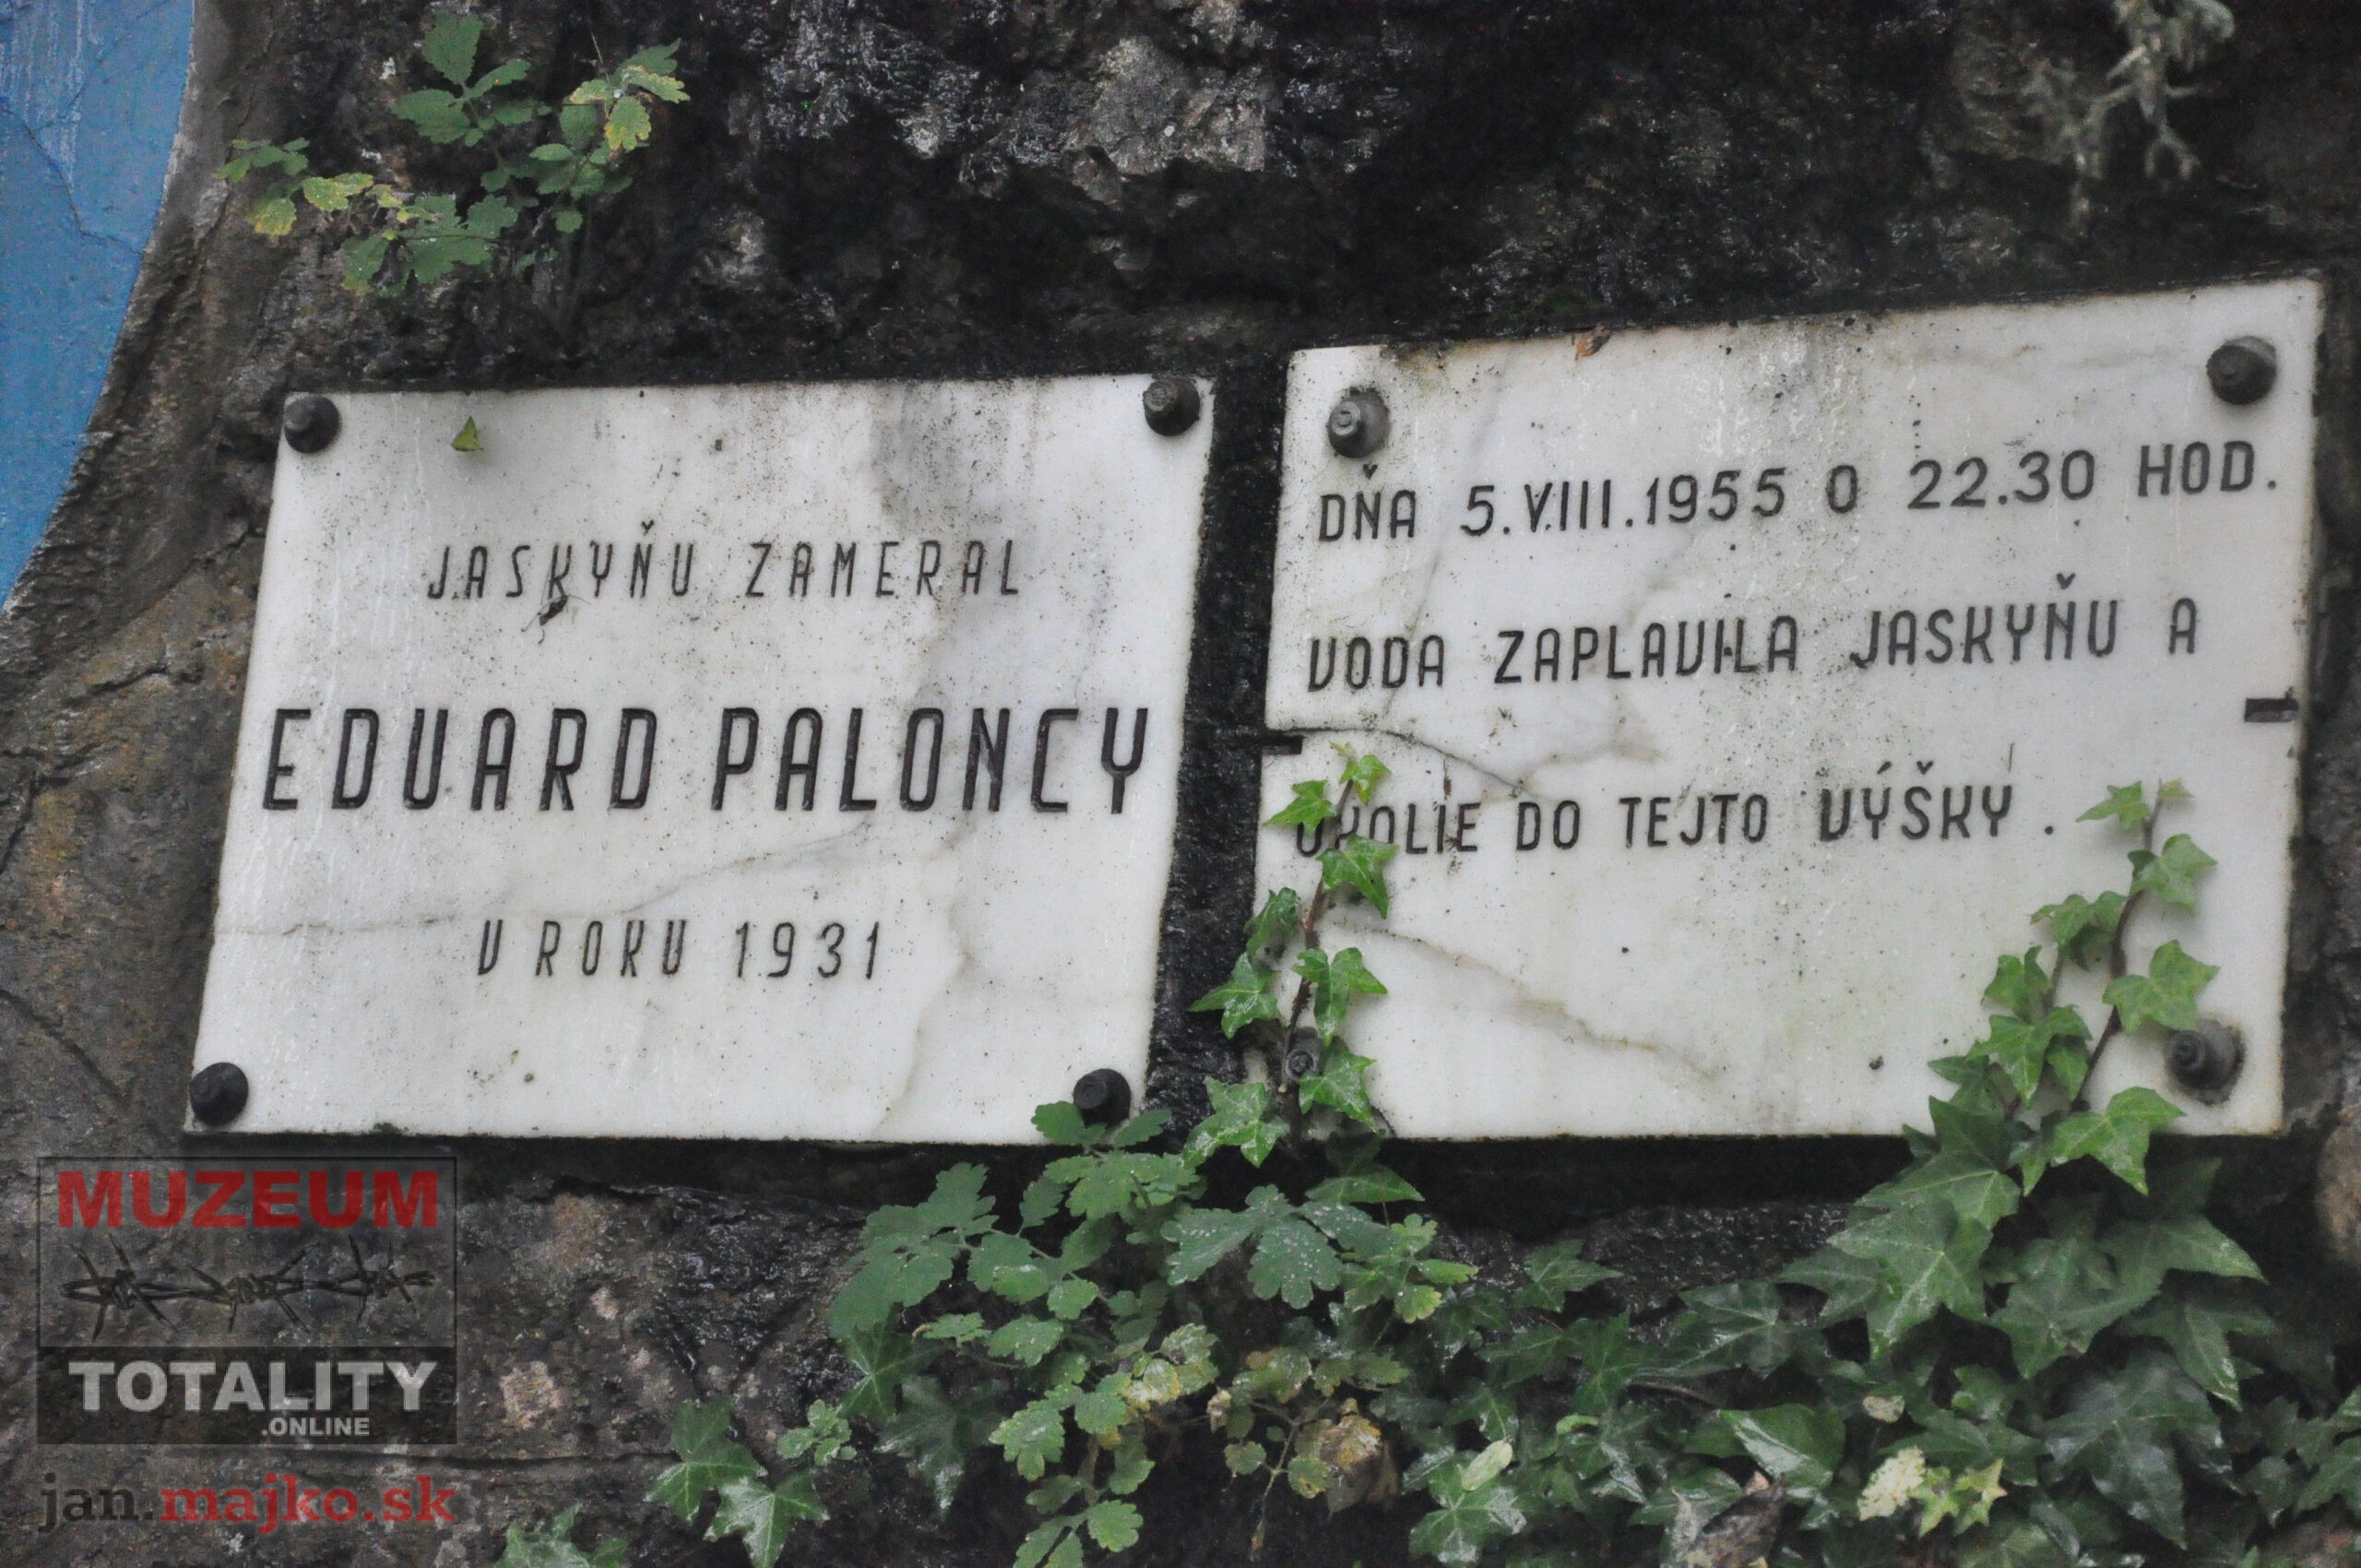 JASKYŇU ZAMERAL
EDUARD PALONCY
V ROKU 1931
DŇA 5.VIII.1955 O 22.30 HOD.
VODA ZAPLAVILA JASKYŇU A
OKOLIE DO TEJTO VÝŠKY .
MUZEUM
TOTALITY
.ONLINE
jan.majko.sk